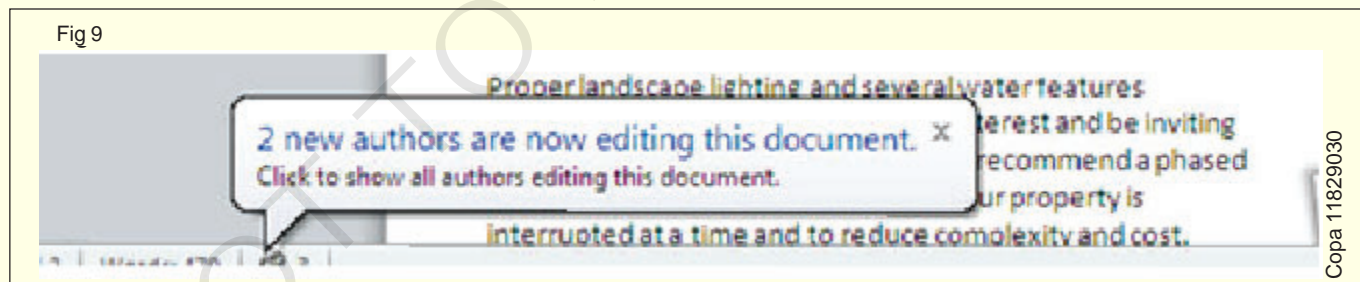 Fig 9
Proper landscape lighting and several water features
2 new authors are now editing this document. x
terest and be inviting
Click to show all authors editing this document.
recommend a phased
ur property is
interrupted at a time and to reduce complexity and cost.
Copa 11829030